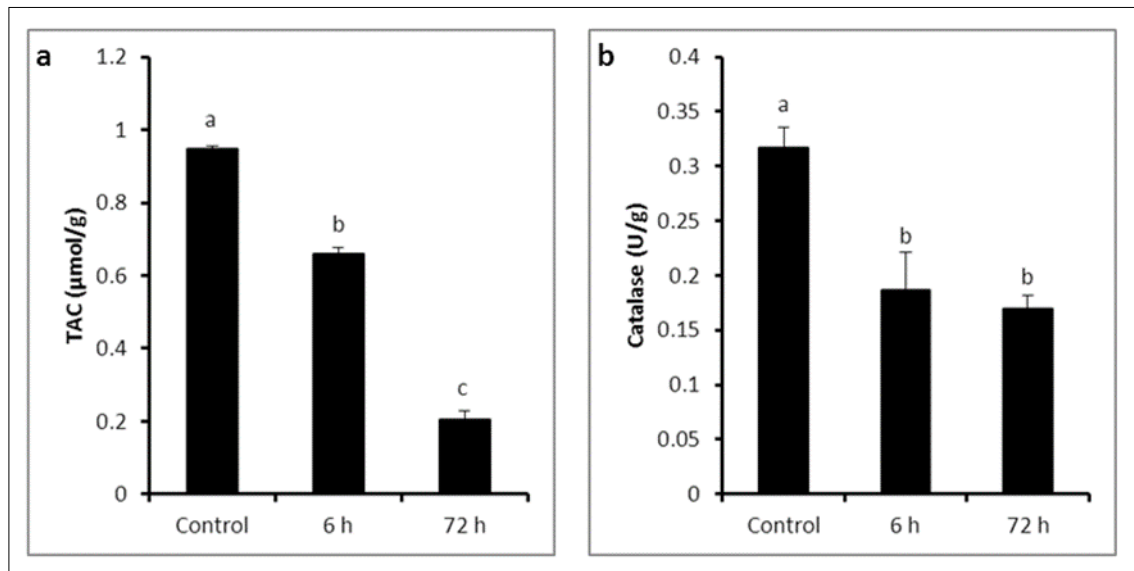 a
TAC (µmol/g)
1.2
1
0.8
0.6
0.4
0.2
0
a
b
c
Control 6 h 72 h
b
Catalase (U/g)
0.4
0.35
0.3
0.25
0.2
0.15
0.1
0.05
0
a
b
b
Control 6 h 72 h